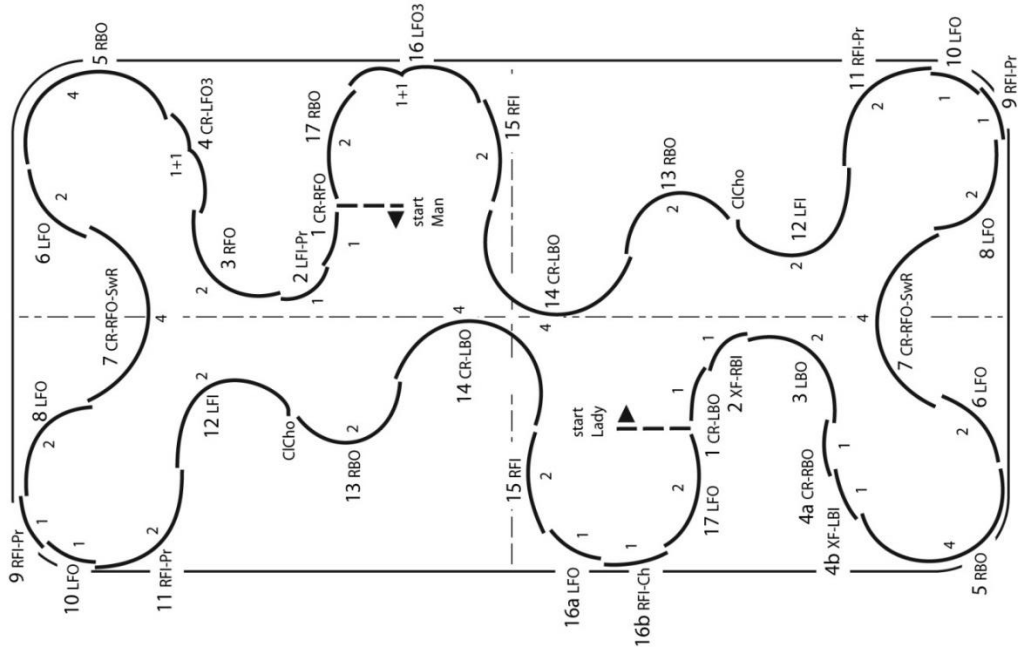 5 RBO
4
4 CR-LFO3
1+1
6 LFO
2
3 RFO
2
2 LFI-Pr
1
1 CR-RFO
1
start
Man
17 RBO
2
16 LFO3
1+1
15 RFI
2
14 CR-LBO
4
13 RBO
2
ClCho
12 LFI
2
11 RFI-Pr
2
10 LFO
1
9 RFI-Pr
1
8 LFO
2
7 CR-RFO-SwR
4
6 LFO
2
5 RBO
4
4b XF-LBI
1
4a CR-RBO
1
3 LBO
2
2 XF-RBI
1
1 CR-LBO
1
start
Lady
17 LFO
2
16b RFI-Ch
1
16a LFO
1
15 RFI
2
14 CR-LBO
4
13 RBO
2
ClCho
12 LFI
2
11 RFI-Pr
2
10 LFO
1
9 RFI-Pr
1
8 LFO
2
7 CR-RFO-SwR
4